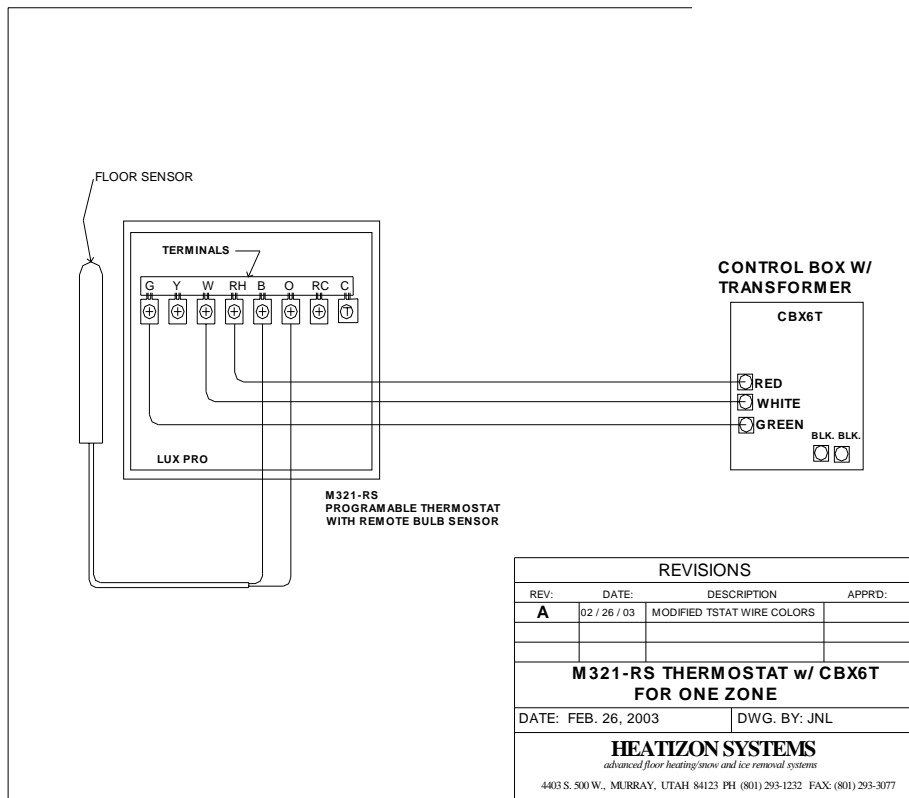 FLOOR SENSOR
TERMINALS
G Y W RH B O RC C
T
LUX PRO
M321-RS
PROGRAMABLE THERMOSTAT
WITH REMOTE BULB SENSOR
CONTROL BOX W/
TRANSFORMER
CBX6T
RED
WHITE
GREEN
BLK. BLK.
REVISIONS
REV: DATE: DESCRIPTION APPR'D:
A 02 / 26 / 03 MODIFIED TSTAT WIRE COLORS
M321-RS THERMOSTAT w/ CBX6T
FOR ONE ZONE
DATE: FEB. 26, 2003 DWG. BY: JNL
HEATIZON SYSTEMS
advanced floor heating/snow and ice removal systems
4403 S. 500 W., MURRAY, UTAH 84123 PH (801) 293-1232 FAX: (801) 293-3077